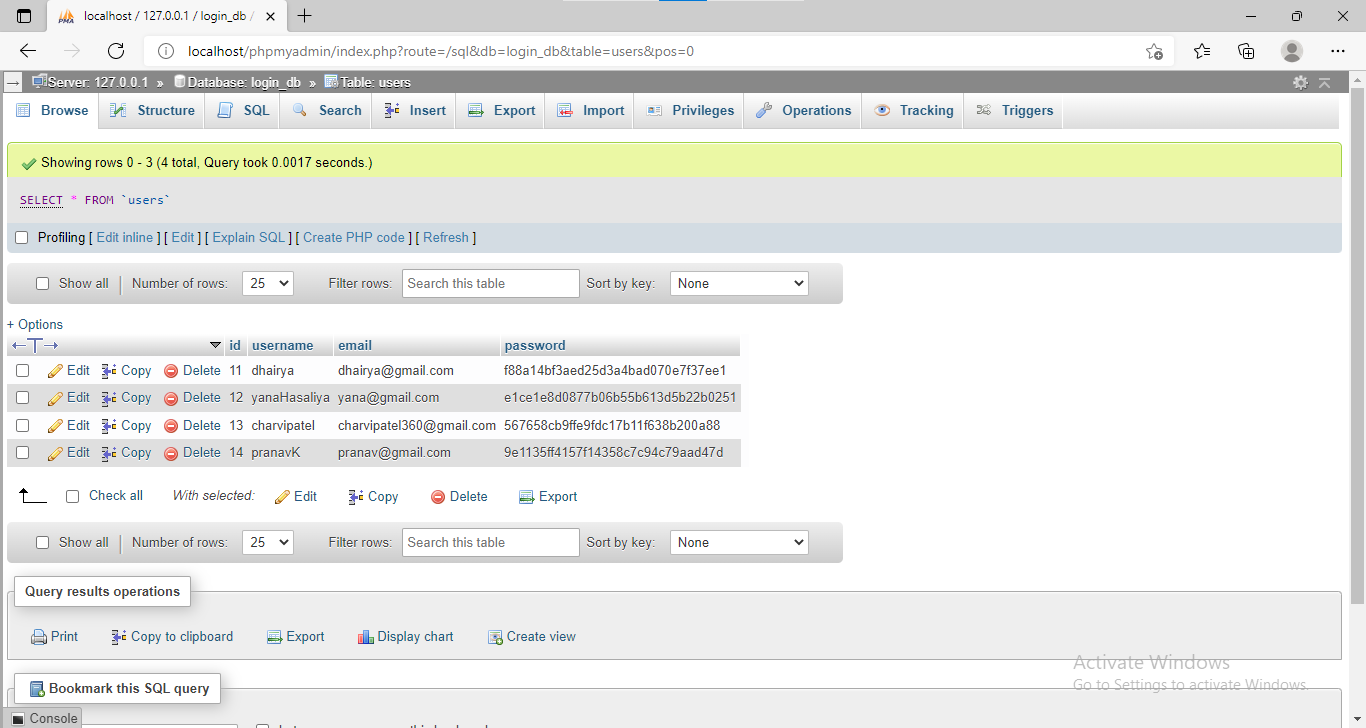 localhost / 127.0.0.1 / login_db /
localhost/phpmyadmin/index.php?route=/sql&db=login_db&table=users&pos=0
Server: 127.0.0.1 » Database: login_db » Table: users
Browse Structure SQL Search Insert Export Import Privileges Operations Tracking Triggers
Showing rows 0 - 3 (4 total, Query took 0.0017 seconds.)
SELECT * FROM `users`
Profiling [ Edit inline ] [ Edit ] [ Explain SQL ] [ Create PHP code ] [ Refresh ]
Show all Number of rows: 25 Filter rows: Search this table Sort by key: None
+ Options
id username email password
Edit Copy Delete 11 dhairya dhairya@gmail.com f88a14bf3aed25d3a4bad070e7f37ee1
Edit Copy Delete 12 yanaHasaliya yana@gmail.com e1ce1e8d0877b06b55b613d5b22b0251
Edit Copy Delete 13 charvipatel charvipatel360@gmail.com 567658cb9ffe9fdc17b11f638b200a88
Edit Copy Delete 14 pranavK pranav@gmail.com 9e1135ff4157f14358c7c94c79aad47d
Check all With selected: Edit Copy Delete Export
Show all Number of rows: 25 Filter rows: Search this table Sort by key: None
Query results operations
Print Copy to clipboard Export Display chart Create view
Activate Windows
Go to Settings to activate Windows.
Bookmark this SQL query
Console